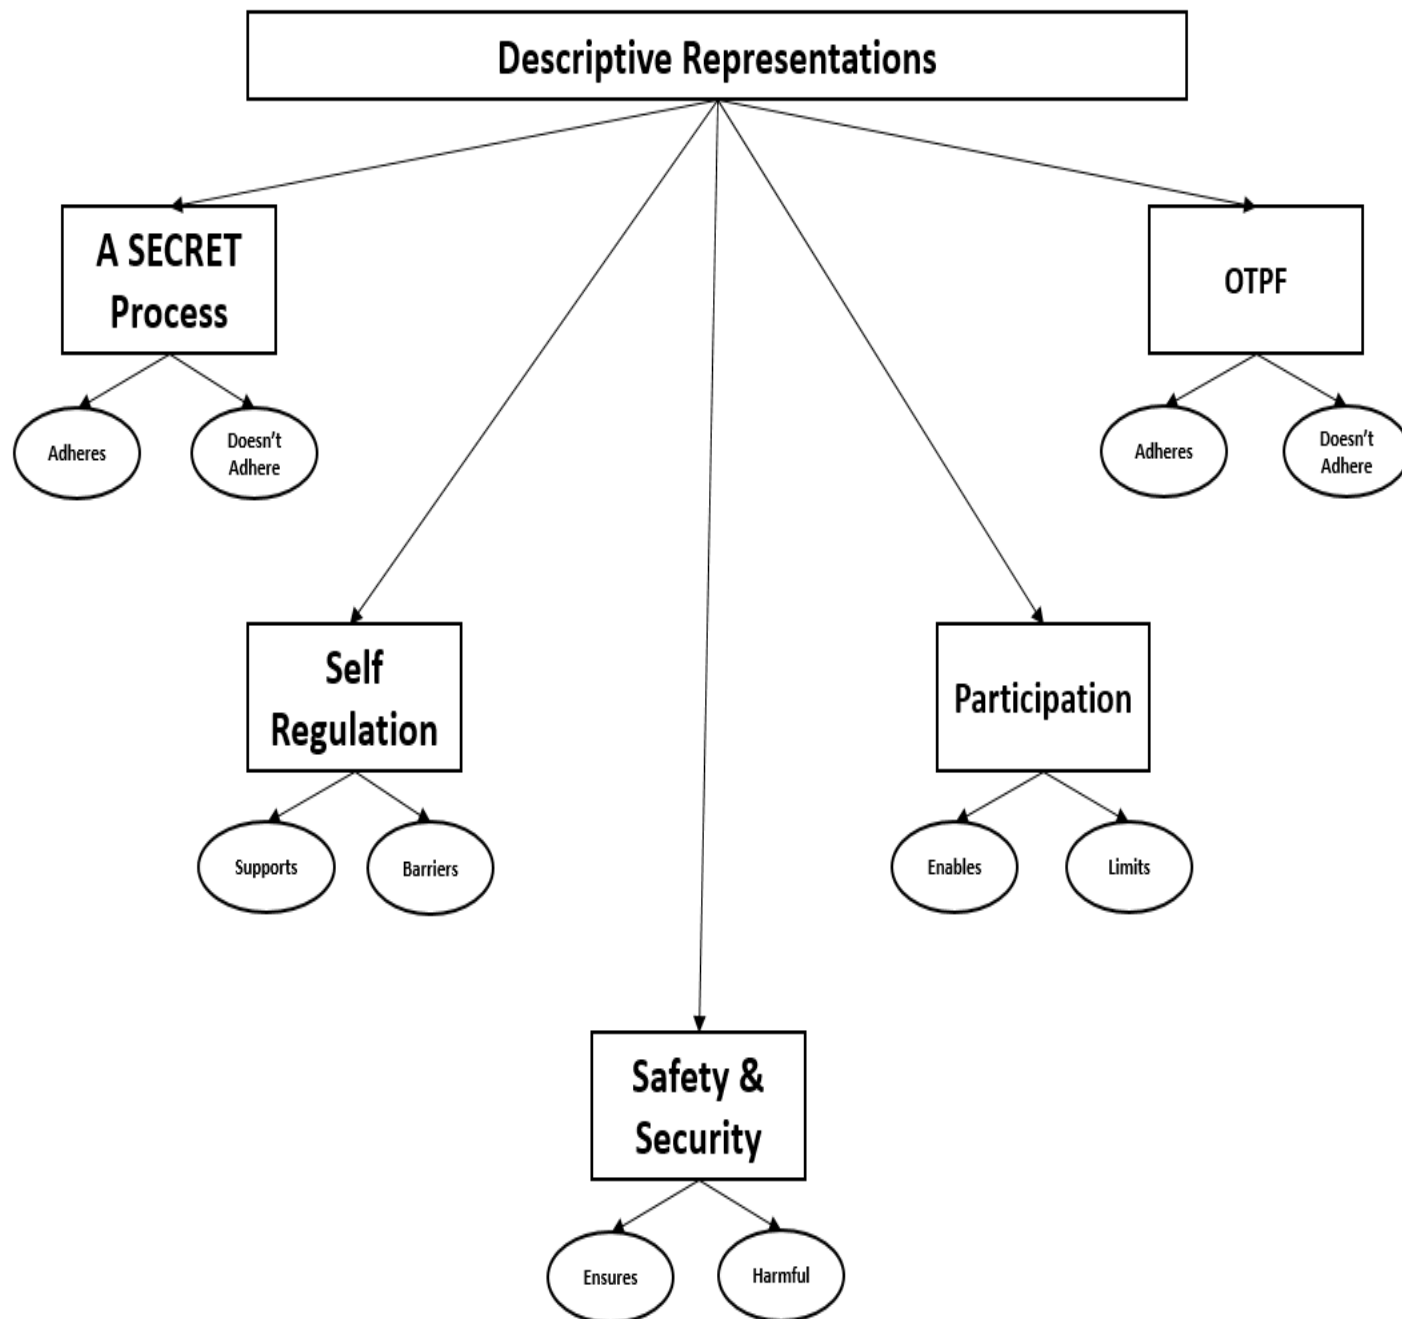 Descriptive Representations
A SECRET
Process
OTPF
Adheres
Doesn't
Adhere
Adheres
Doesn't
Adhere
Self
Regulation
Participation
Supports
Barriers
Enables
Limits
Safety &
Security
Ensures
Harmful